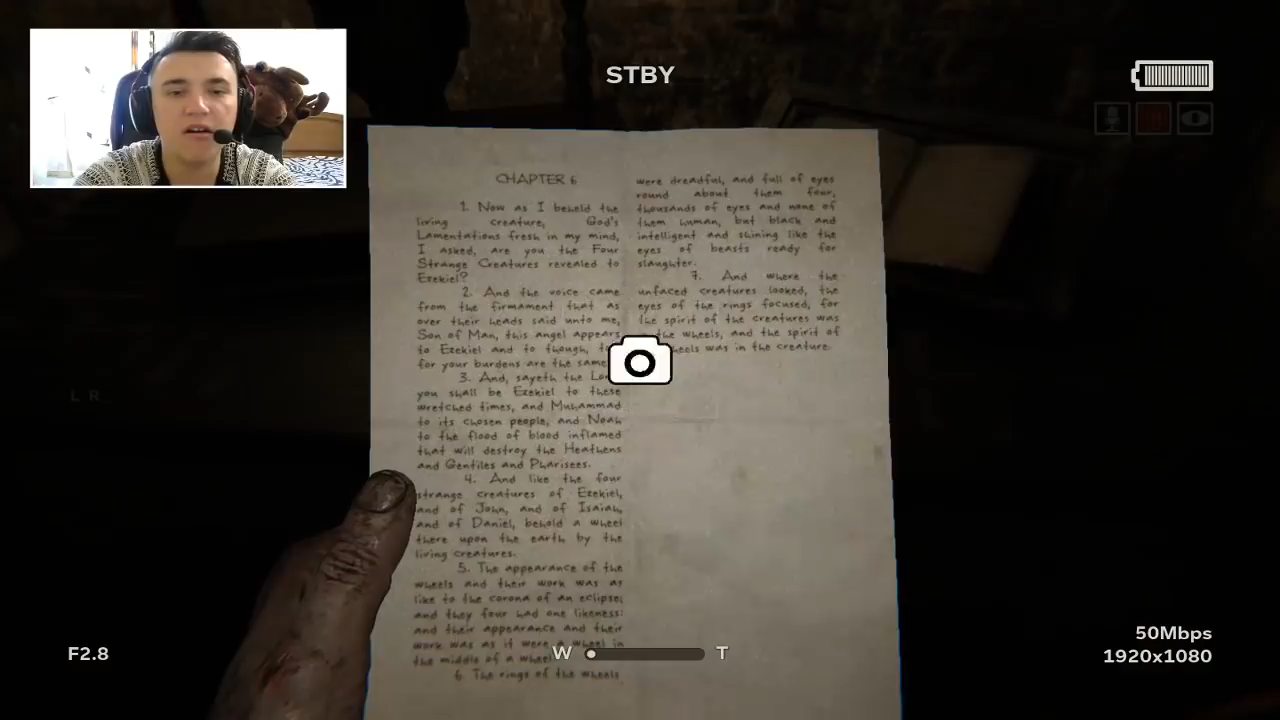 STBY
CHAPTER 6
1. Now as I beheld the
living creature, God's
Lamentations fresh in my mind,
I asked, are you the Four
Strange Creatures revealed to
Ezekiel?
2. And the voice came
from the firmament that as
over their heads said unto me,
Son of Man, this angel appears
to Ezekiel and to though,
for your burdens are the same.
3. And, sayeth the
you shall be Ezekiel to these
wretched times, and Muhammad
to its chosen people, and Noah
to the flood of blood inflamed
that will destroy the Heathens
and Gentiles and Pharisees.
4. And like the four
strange creatures of Ezekiel,
and of John, and of Isaiah,
and of Daniel, behold a wheel
there upon the earth by the
living creatures.
5. The appearance of the
wheels and their work was as
like to the corona of an eclipse;
and they four had one likeness:
and their appearance and their
work was as it were a wheel in
the middle of a wheel
6. The rings of the wheels
were dreadful, and full of eyes
round about them four,
thousands of eyes and none of
them human, but black and
intelligent and shining like the
eyes of beasts ready for
slaughter.
7. And where the
unfaced creatures looked, the
eyes of the rings focused, for
the spirit of the creatures was
the wheels, and the spirit of
was in the creature.
L R
F2.8
W T
50Mbps
1920x1080